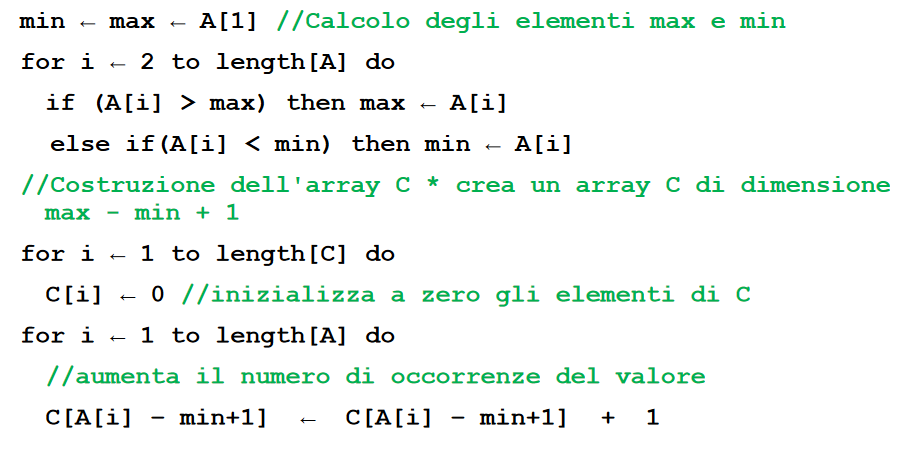 min ← max ← A[1] //Calcolo degli elementi max e min
for i ← 2 to length[A] do
if (A[i] > max) then max ← A[i]
else if(A[i] < min) then min ← A[i]
//Costruzione dell'array C * crea un array C di dimensione
max - min + 1
for i ← 1 to length[C] do
C[i] ← 0 //inizializza a zero gli elementi di C
for i ← 1 to length[A] do
//aumenta il numero di occorrenze del valore
C[A[i] - min+1] ← C[A[i] - min+1] + 1